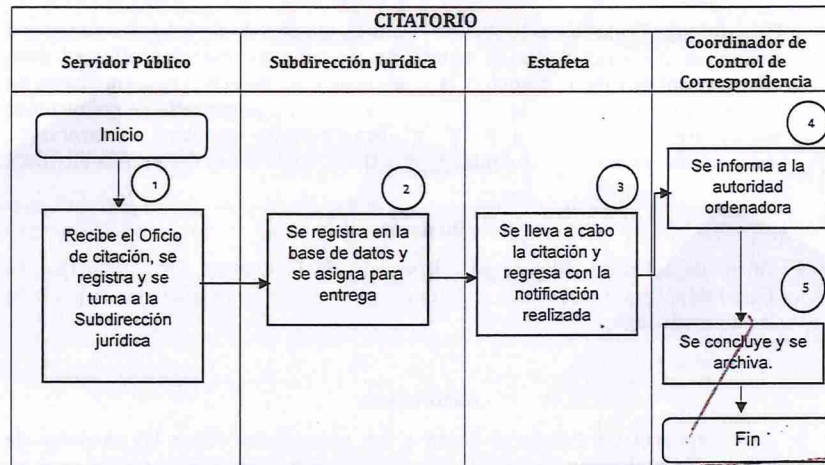 CITATORIO
Servidor Público
Subdirección Jurídica
Estafeta
Coordinador de
Control de
Correspondencia
Inicio
1
Recibe el Oficio
de citación, se
registra y se
turna a la
Subdirección
jurídica
2
Se registra en la
base de datos y
se asigna para
entrega
3
Se lleva a cabo
la citación y
regresa con la
notificación
realizada
4
Se informa a la
autoridad
ordenadora
5
Se concluye y se
archiva.
Fin